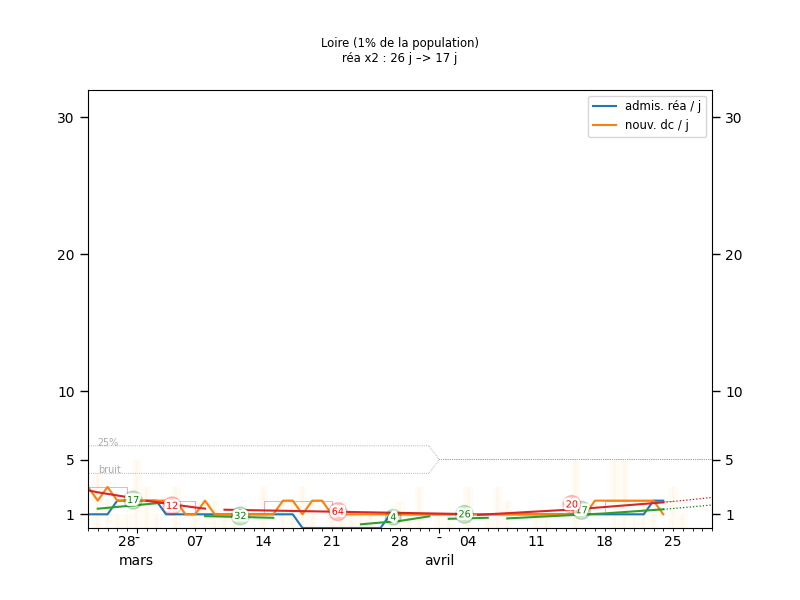 Loire (1% de la population)
réa x2 : 26 j –> 17 j
admis. réa / j
nouv. dc / j
30 30
20 20
10 10
25%
5 5
bruit
17 12 32 64 4 26 20
1 1
28 07 14 21 28 - 04 11 18 25
mars avril